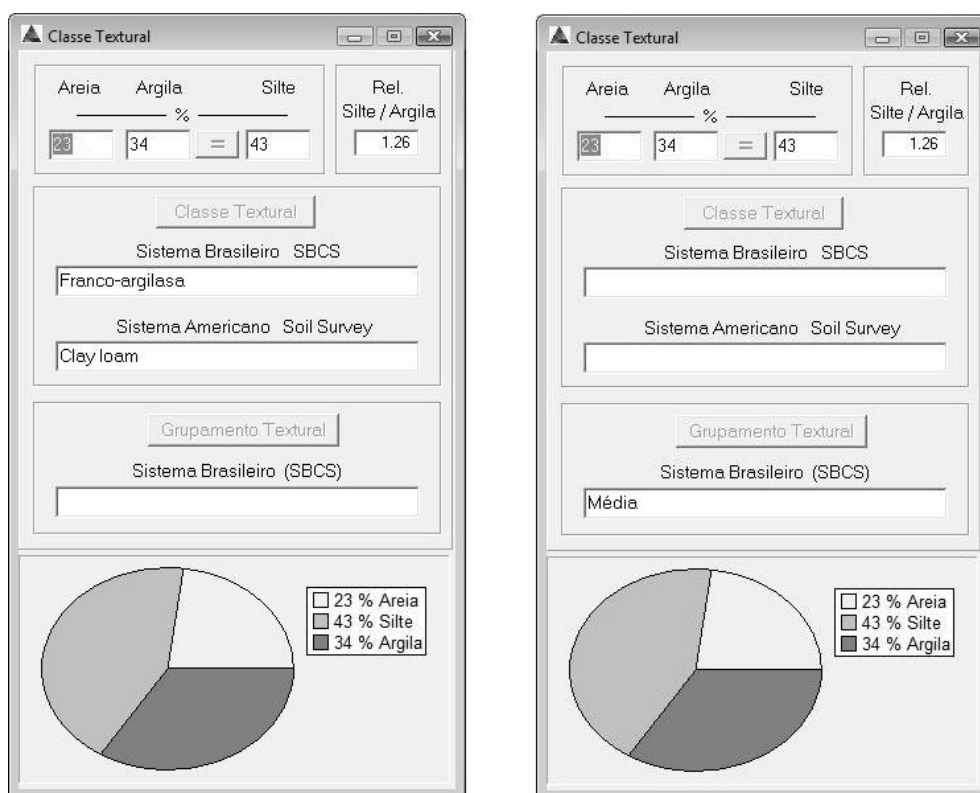 Classe Textural
Areia Argila Silte
%
23 34 = 43
Rel.
Silte / Argila
1.26
Classe Textural
Sistema Brasileiro SBCS
Franco-argilasa
Sistema Americano Soil Survey
Clay loam
Grupamento Textural
Sistema Brasileiro (SBCS)
23 % Areia
43 % Silte
34 % Argila
Classe Textural
Areia Argila Silte
%
23 34 = 43
Rel.
Silte / Argila
1.26
Classe Textural
Sistema Brasileiro SBCS
Sistema Americano Soil Survey
Grupamento Textural
Sistema Brasileiro (SBCS)
Média
23 % Areia
43 % Silte
34 % Argila